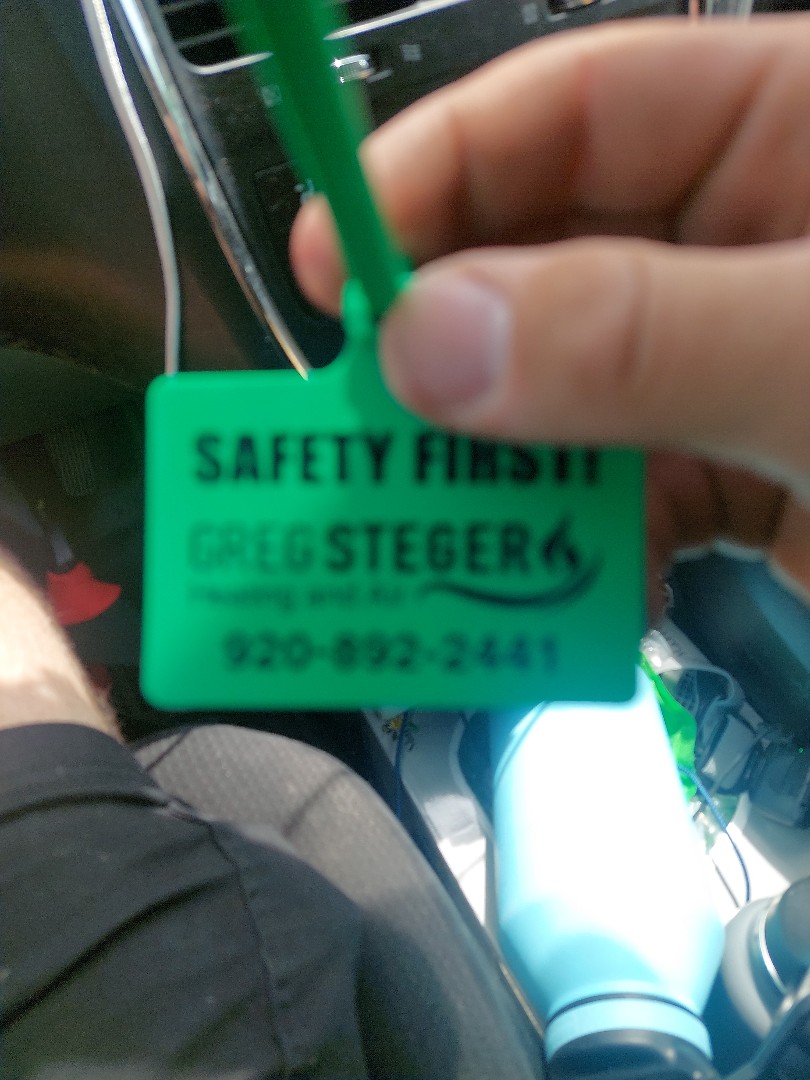 SAFETY FIRST!
GREG STEGER
Heating and Air
920-892-2441